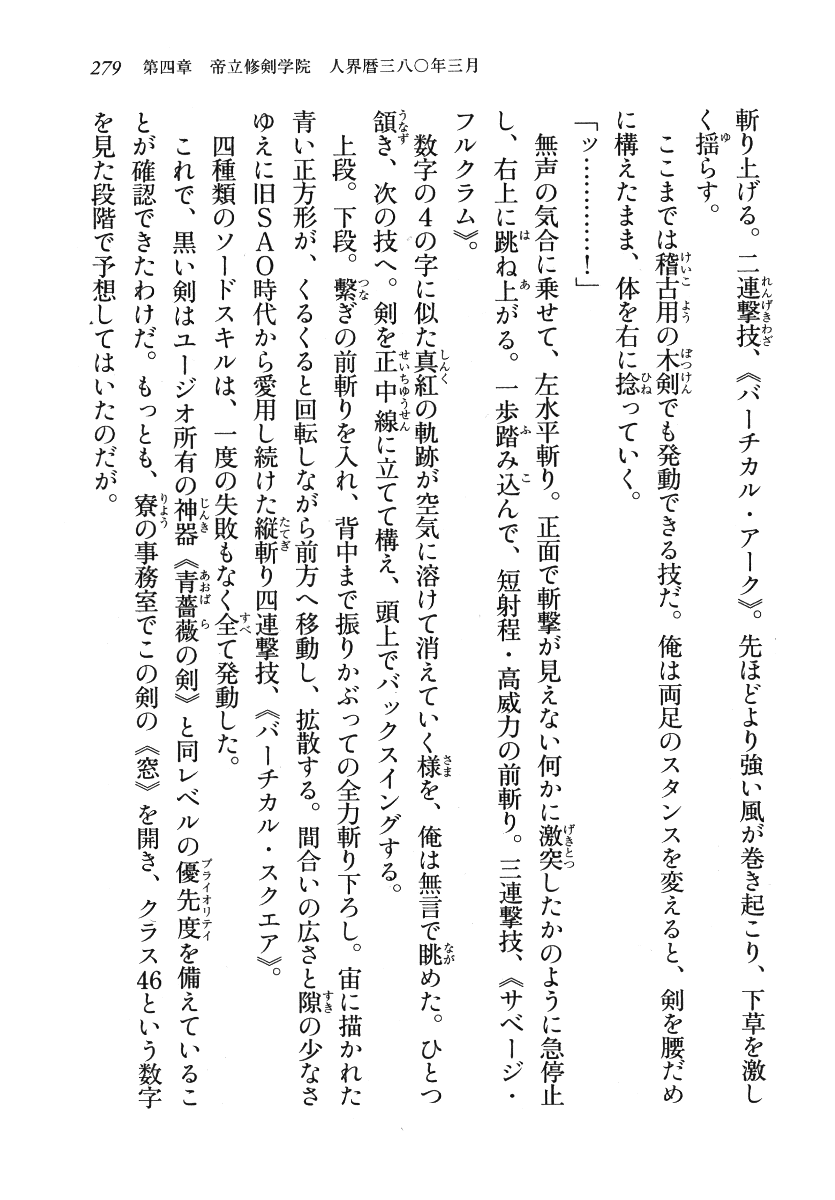 279 第四章 帝立修剣学院 人界暦三八〇年三月
斬り上げる。二連撃技、《バーチカル・アーク》。先ほどより強い風が巻き起こり、下草を激し
く揺らす。
ここまでは稽古用の木剣でも発動できる技だ。俺は両足のスタンスを変えると、剣を腰だめ
に構えたまま、体を右に捻っていく。
「ッ…………！」
無声の気合に乗せて、左水平斬り。正面で斬撃が見えない何かに激突したかのように急停止
し、右上に跳ね上がる。一歩踏み込んで、短射程・高威力の前斬り。三連撃技、《サベージ・
フルクラム》。
数字の4の字に似た真紅の軌跡が空気に溶けて消えていく様を、俺は無言で眺めた。ひとつ
頷き、次の技へ。剣を正中線に立てて構え、頭上でバックスイングする。
上段。下段。繫ぎの前斬りを入れ、背中まで振りかぶっての全力斬り下ろし。宙に描かれた
青い正方形が、くるくると回転しながら前方へ移動し、拡散する。間合いの広さと隙の少なさ
ゆえに旧SAO時代から愛用し続けた縦斬り四連撃技、《バーチカル・スクエア》。
四種類のソードスキルは、一度の失敗もなく全て発動した。
これで、黒い剣はユージオ所有の神器《青薔薇の剣》と同レベルの優先度を備えているこ
とが確認できたわけだ。もっとも、寮の事務室でこの剣の《窓》を開き、クラス46という数字
を見た段階で予想してはいたのだが。